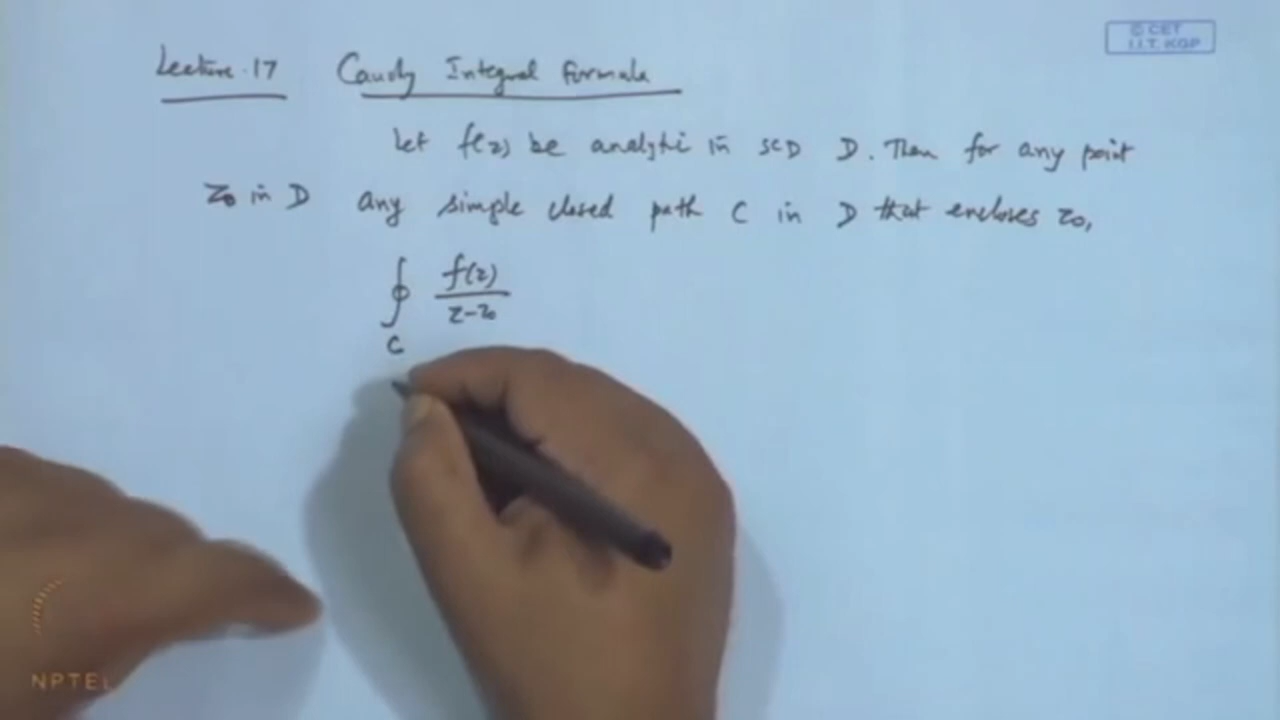 © CET
I.I.T. KGP
Lecture.17 Cauchy Integral Formula
Let f(z) be analytic in SCD D. Then for any point
z₀ in D any simple closed path C in D that encloses z₀,
∮ f(z)
z-z₀
C
NPTEL